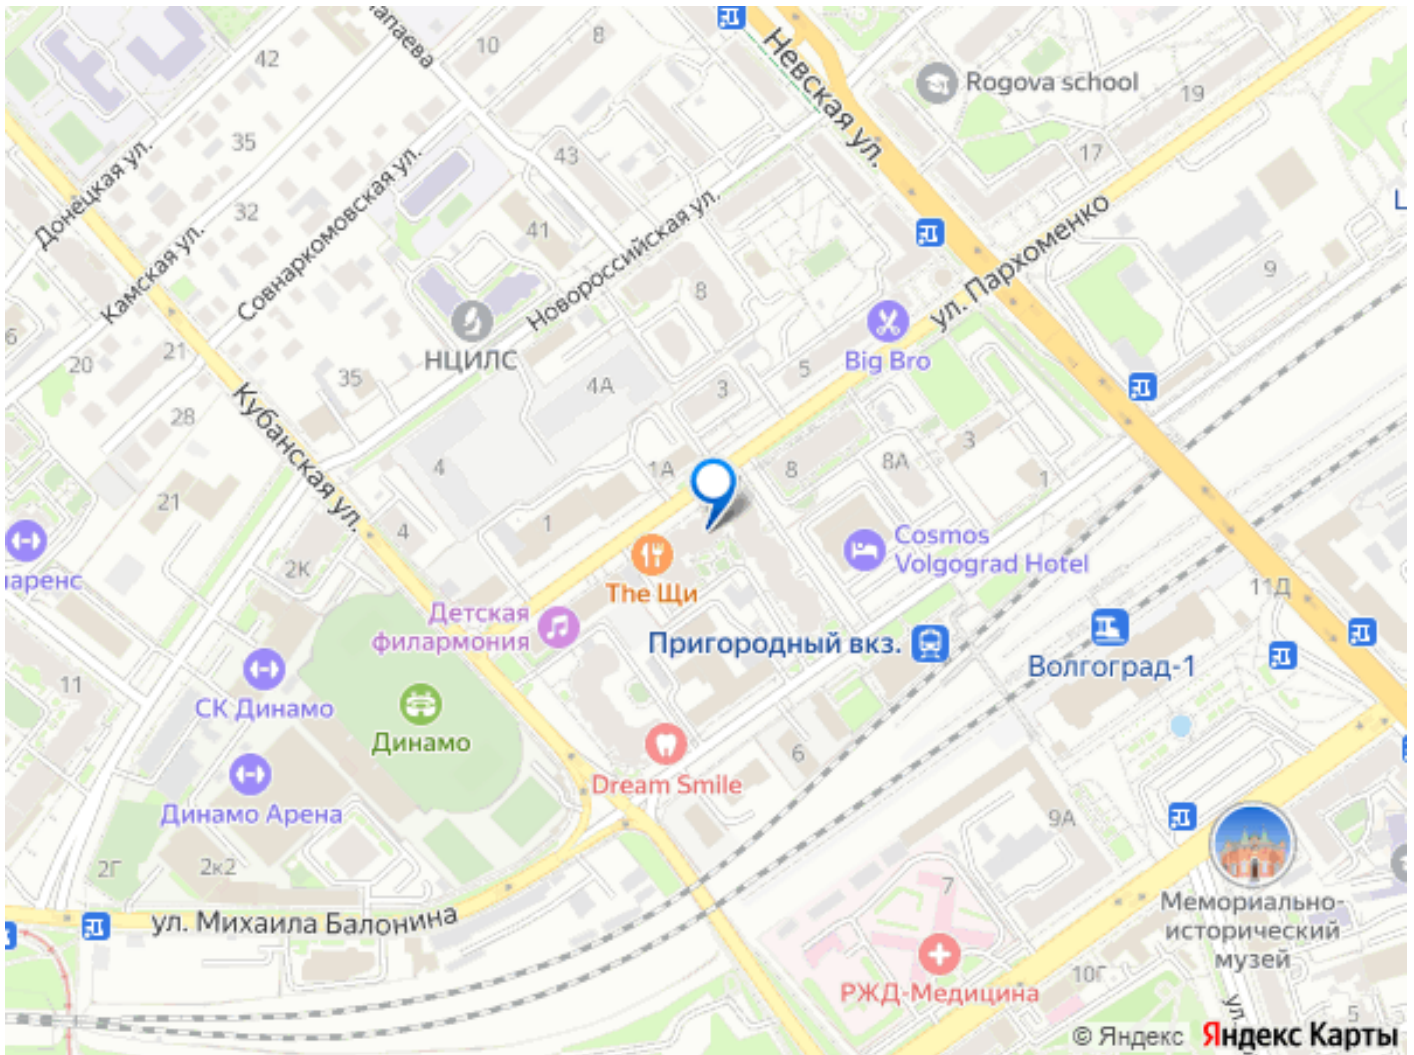 42
10
8
Невская ул.
Rogova school
19
35
43
17
Донецкая ул.
32
Совнаркомовская ул.
41
Новороссийская ул.
ул. Пархоменко
Камская ул.
8
9
НЦИЛС
Big Bro
20
21
35
4А
3
5
28
Кубанская ул.
4
1А
8
8А
3
1
21
4
1
Cosmos
Volgograd Hotel
2К
The Щи
11Д
Детская
филармония
Пригородный вкз.
Волгоград-1
11
СК Динамо
Динамо
Dream Smile
6
Динамо Арена
9А
2Г
2к2
7
ул. Михаила Балонина
Мемориально-
исторический
музей
РЖД-Медицина
10Г
ул.
5
© Яндекс Яндекс Карты